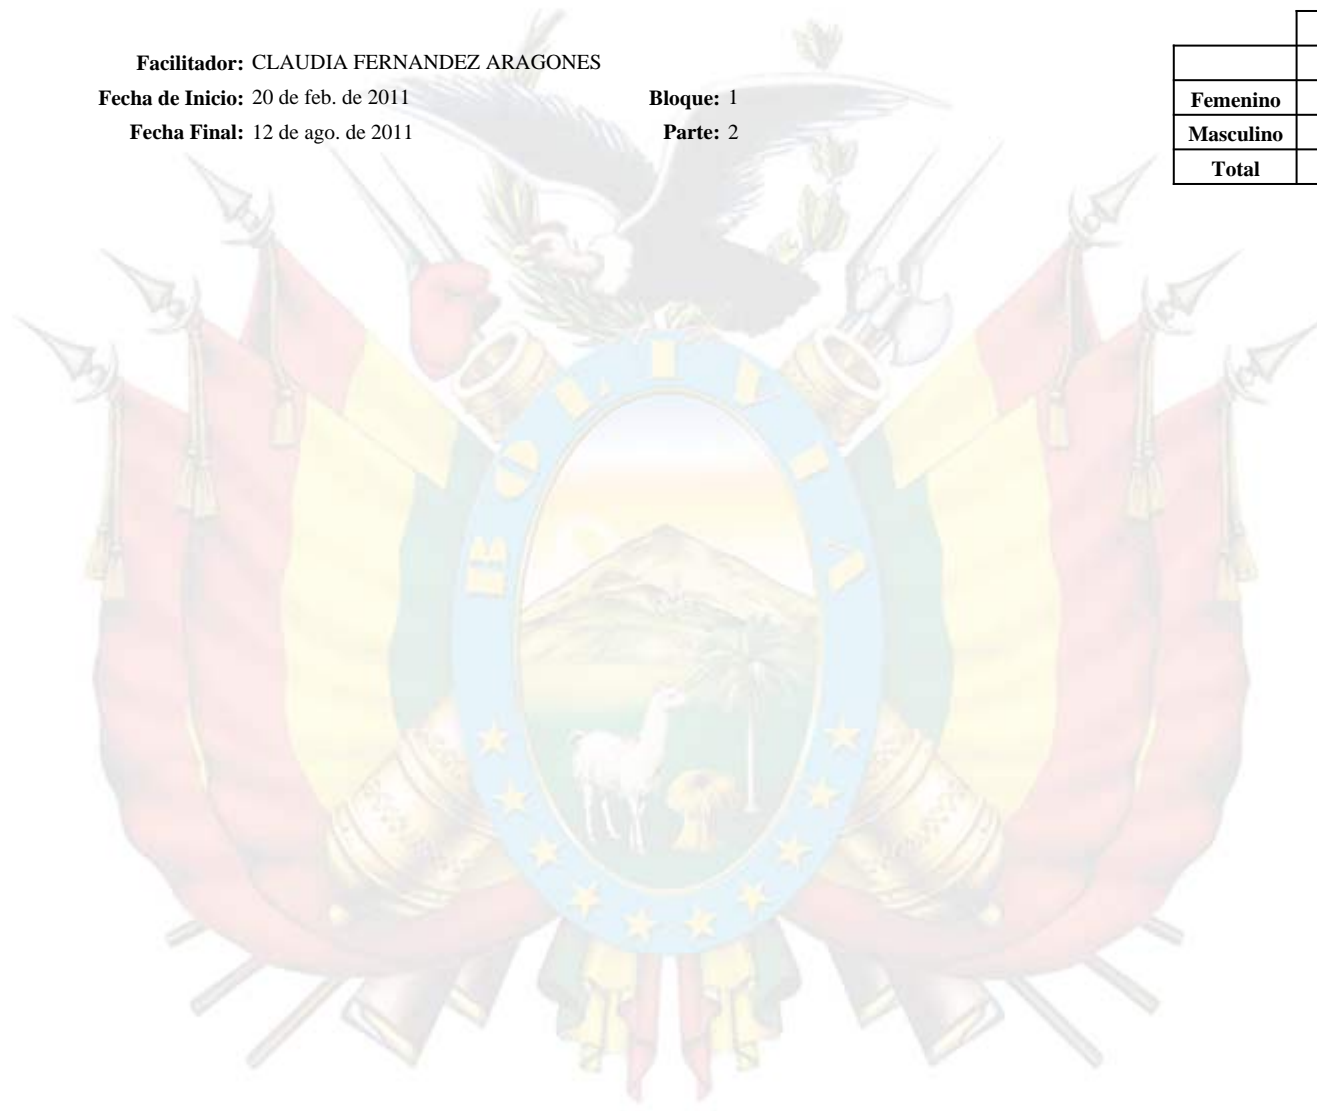 Facilitador: CLAUDIA FERNANDEZ ARAGONES
Fecha de Inicio: 20 de feb. de 2011 Bloque: 1
Fecha Final: 12 de ago. de 2011 Parte: 2
Femenino
Masculino
Total
BOLIVIA